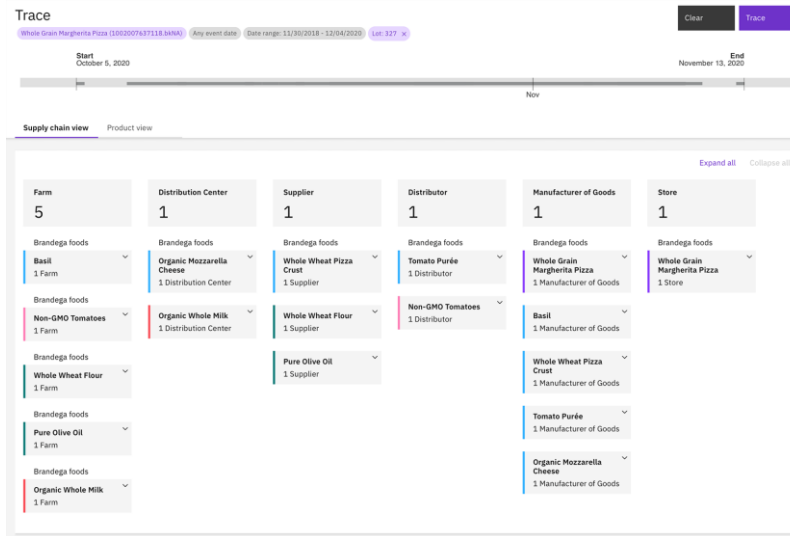 Trace
Clear
Trace
Whole Grain Margherita Pizza (1002007637118.bkNA)
Any event date
Date range: 11/30/2018 - 12/04/2020
Lot: 327 ×
Start
October 5, 2020
End
November 13, 2020
Nov
Supply chain view
Product view
Expand all
Collapse all
Farm
5
Brandega foods
Basil
1 Farm
Brandega foods
Non-GMO Tomatoes
1 Farm
Brandega foods
Whole Wheat Flour
1 Farm
Brandega foods
Pure Olive Oil
1 Farm
Brandega foods
Organic Whole Milk
1 Farm
Distribution Center
1
Brandega foods
Organic Mozzarella
Cheese
1 Distribution Center
Organic Whole Milk
1 Distribution Center
Supplier
1
Brandega foods
Whole Wheat Pizza
Crust
1 Supplier
Whole Wheat Flour
1 Supplier
Pure Olive Oil
1 Supplier
Distributor
1
Brandega foods
Tomato Purée
1 Distributor
Non-GMO Tomatoes
1 Distributor
Manufacturer of Goods
1
Brandega foods
Whole Grain
Margherita Pizza
1 Manufacturer of Goods
Basil
1 Manufacturer of Goods
Whole Wheat Pizza
Crust
1 Manufacturer of Goods
Tomato Purée
1 Manufacturer of Goods
Organic Mozzarella
Cheese
1 Manufacturer of Goods
Store
1
Brandega foods
Whole Grain
Margherita Pizza
1 Store